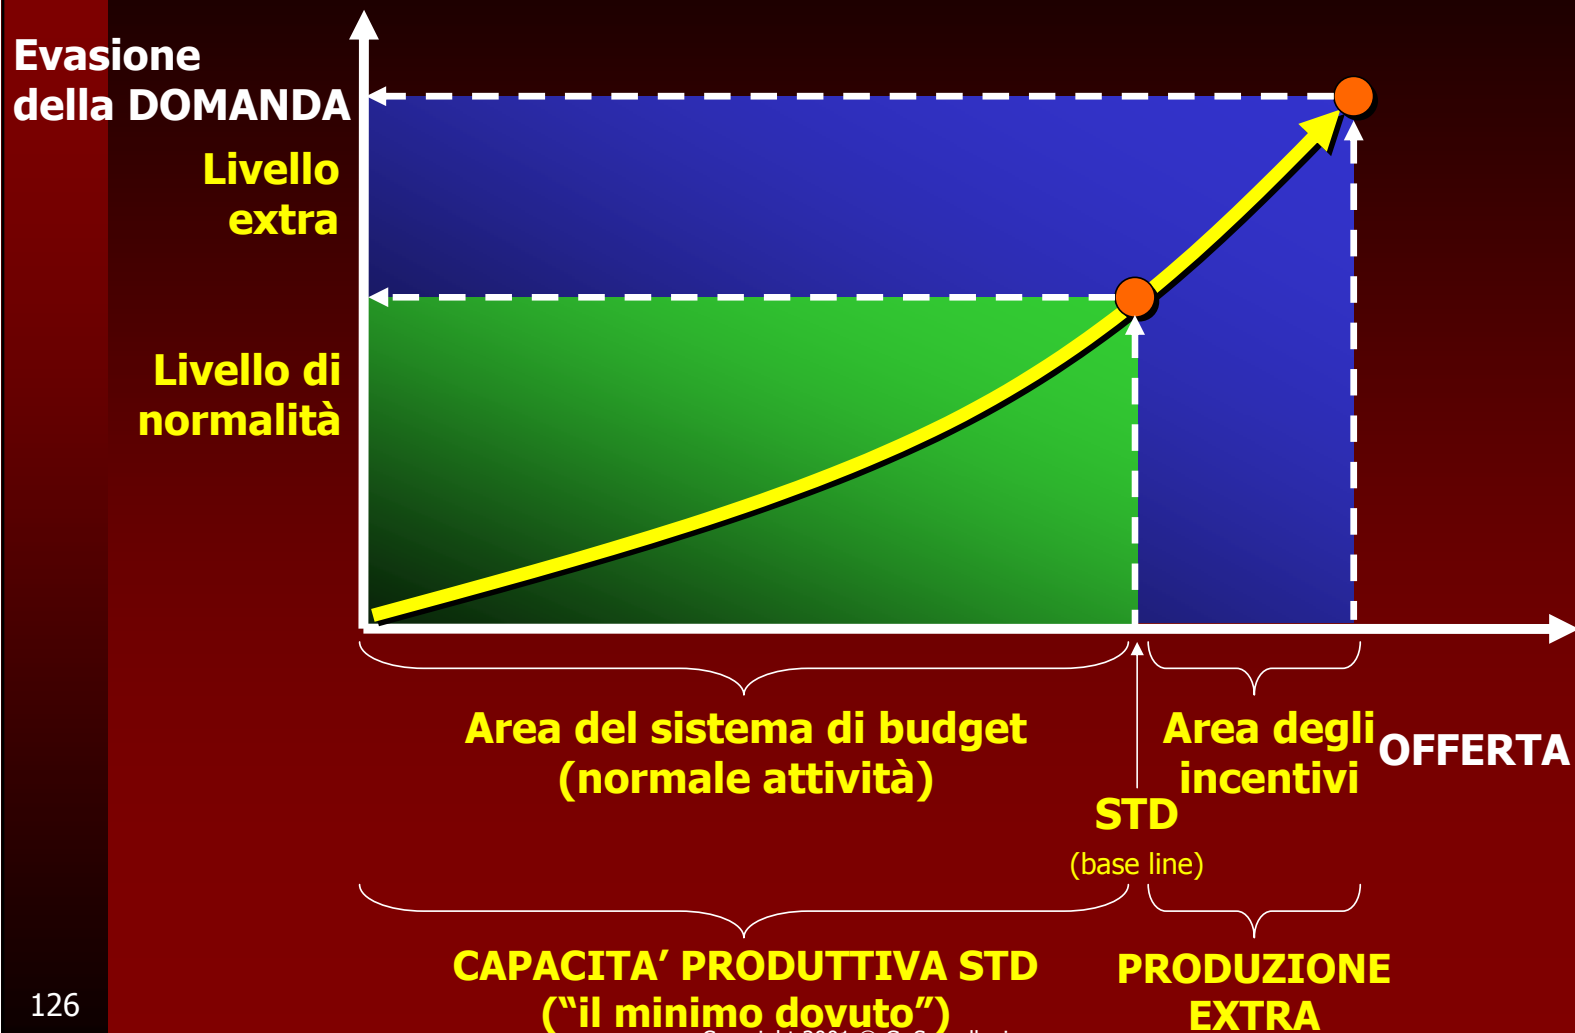 Evasione
della DOMANDA
Livello
extra
Livello di
normalità
Area del sistema di budget
(normale attività)
Area degli
incentivi
OFFERTA
STD
(base line)
CAPACITA’ PRODUTTIVA STD
(“il minimo dovuto”)
PRODUZIONE
EXTRA
126